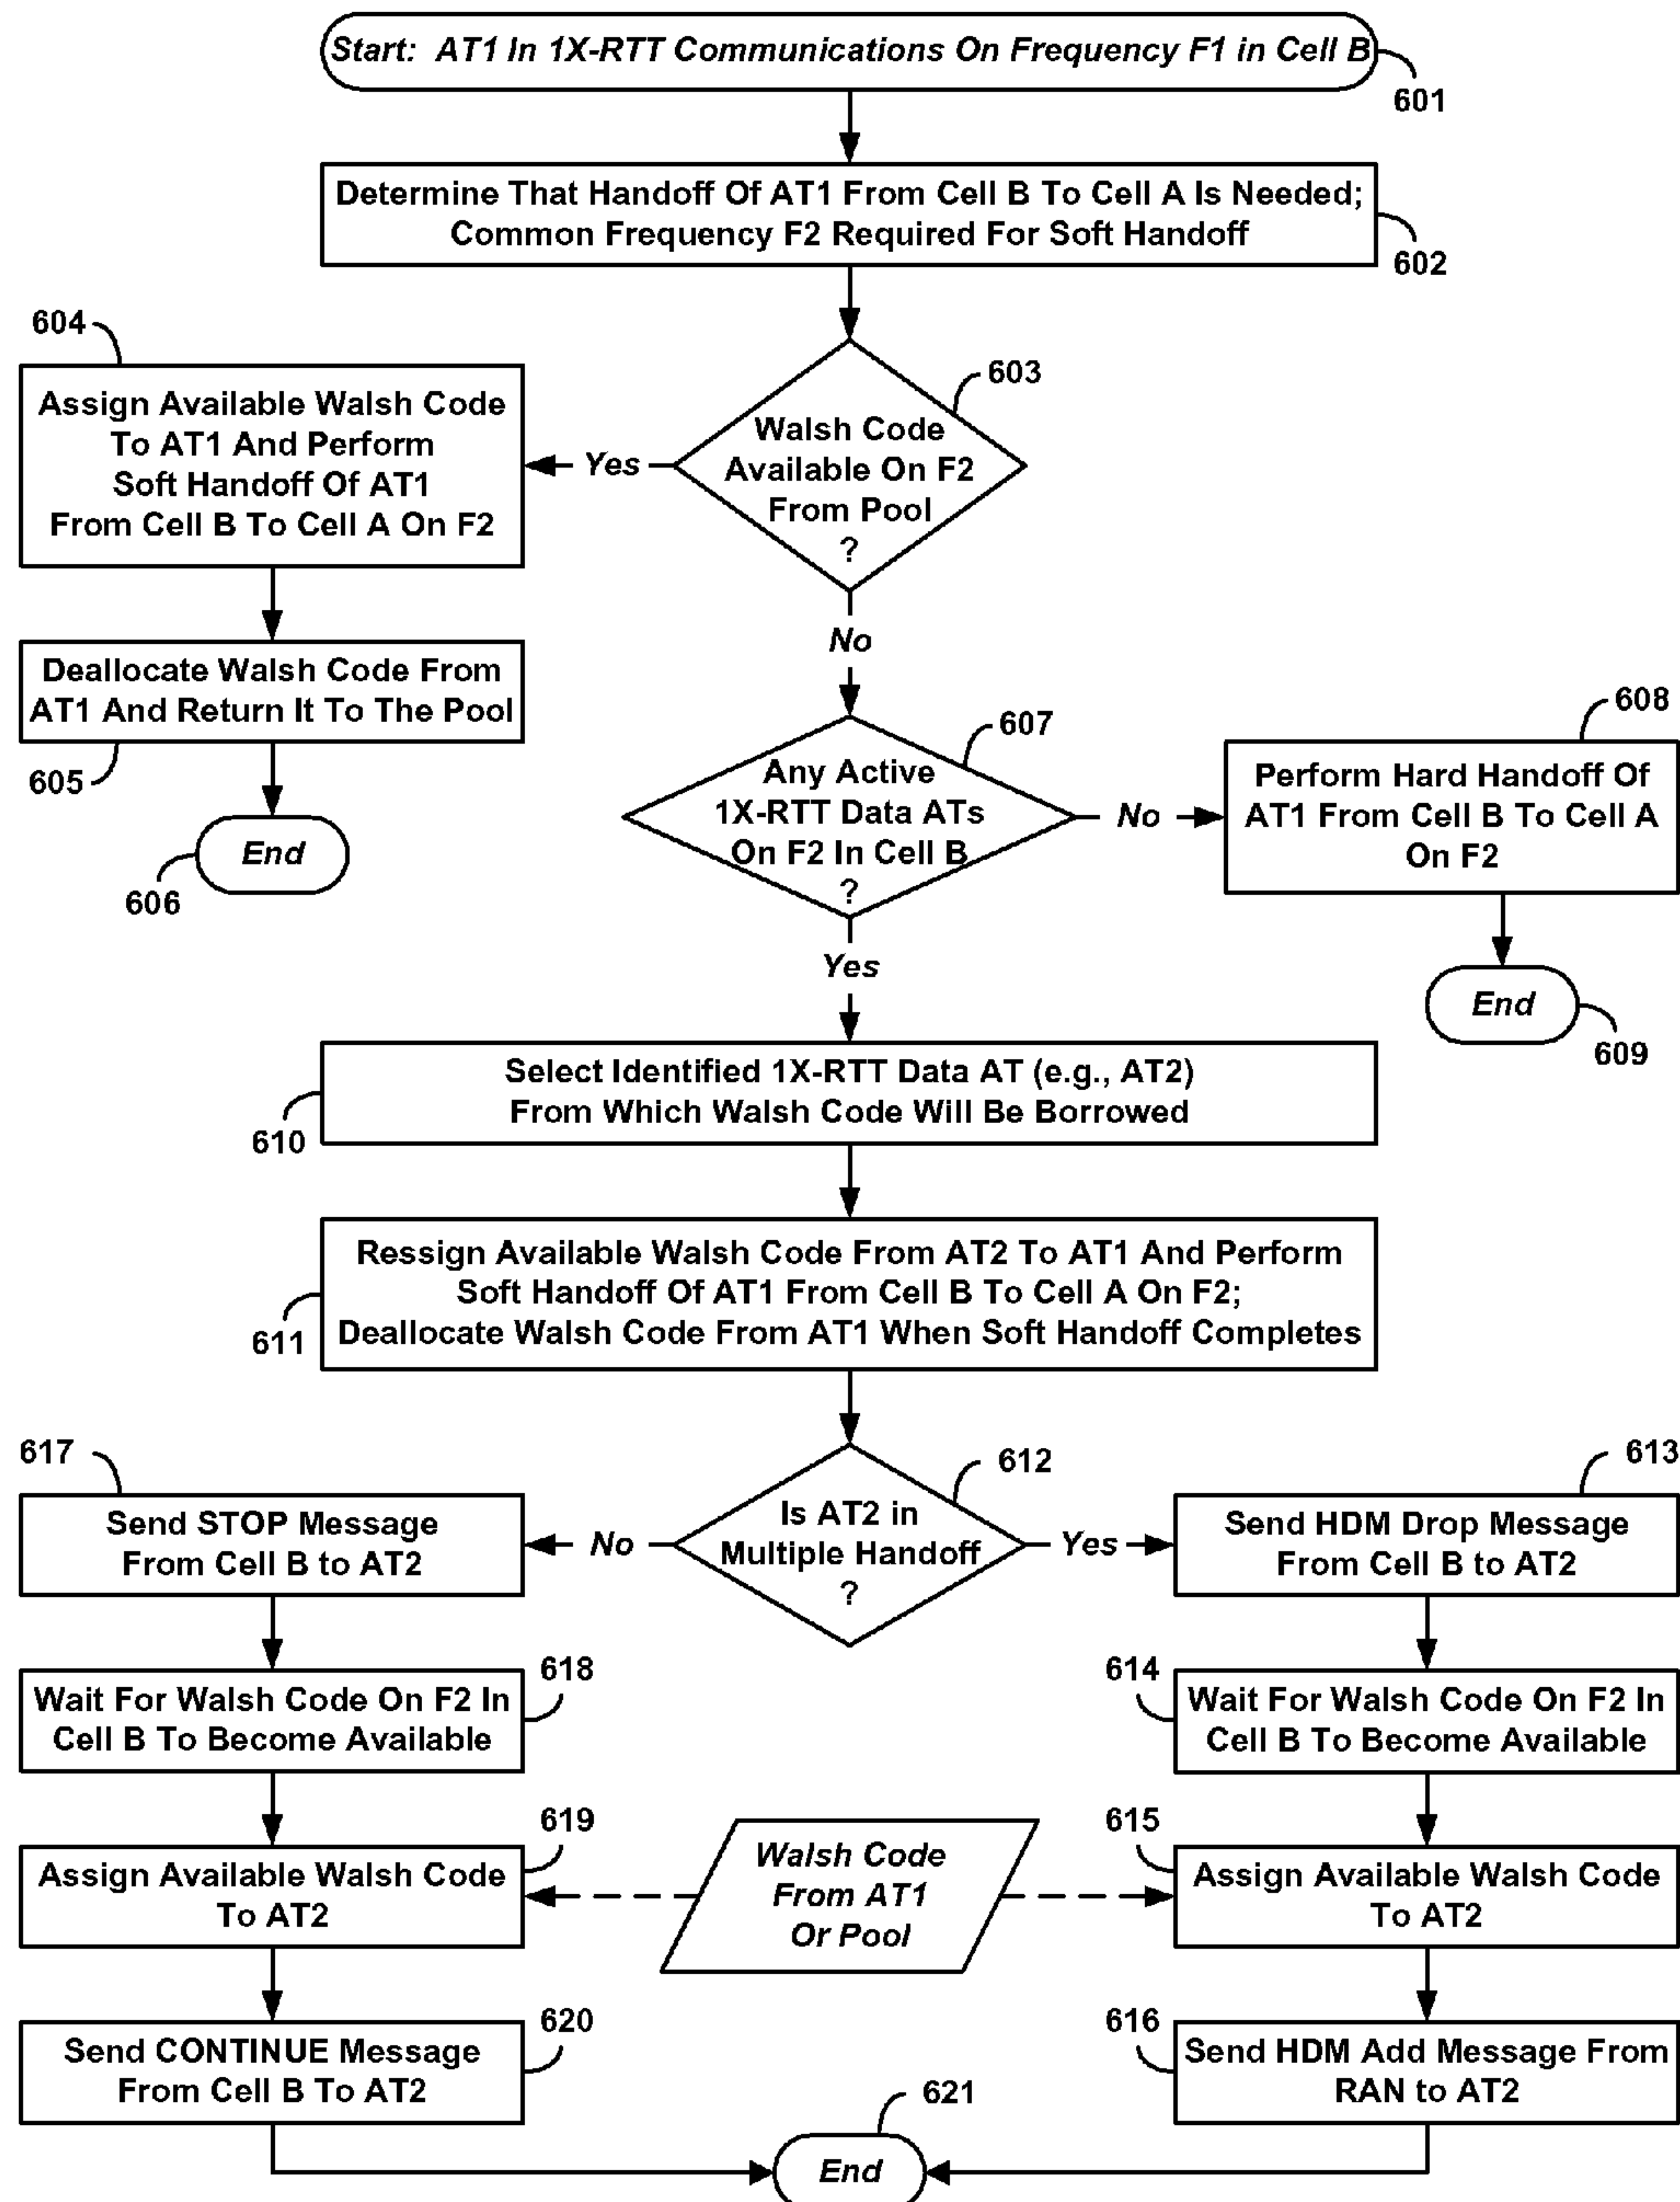 Start: AT1 In 1X-RTT Communications On Frequency F1 in Cell B
601
Determine That Handoff Of AT1 From Cell B To Cell A Is Needed;
Common Frequency F2 Required For Soft Handoff
602
603
Walsh Code
Available On F2
From Pool
?
Yes
No
604
Assign Available Walsh Code
To AT1 And Perform
Soft Handoff Of AT1
From Cell B To Cell A On F2
Deallocate Walsh Code From
AT1 And Return It To The Pool
605
End
606
607
Any Active
1X-RTT Data ATs
On F2 In Cell B
?
No
Yes
608
Perform Hard Handoff Of
AT1 From Cell B To Cell A
On F2
End
609
Select Identified 1X-RTT Data AT (e.g., AT2)
From Which Walsh Code Will Be Borrowed
610
Ressign Available Walsh Code From AT2 To AT1 And Perform
Soft Handoff Of AT1 From Cell B To Cell A On F2;
Deallocate Walsh Code From AT1 When Soft Handoff Completes
611
612
Is AT2 in
Multiple Handoff
?
No
Yes
617
Send STOP Message
From Cell B to AT2
613
Send HDM Drop Message
From Cell B to AT2
618
Wait For Walsh Code On F2 In
Cell B To Become Available
614
Wait For Walsh Code On F2 In
Cell B To Become Available
619
Assign Available Walsh Code
To AT2
Walsh Code
From AT1
Or Pool
615
Assign Available Walsh Code
To AT2
620
Send CONTINUE Message
From Cell B To AT2
616
Send HDM Add Message From
RAN to AT2
621
End